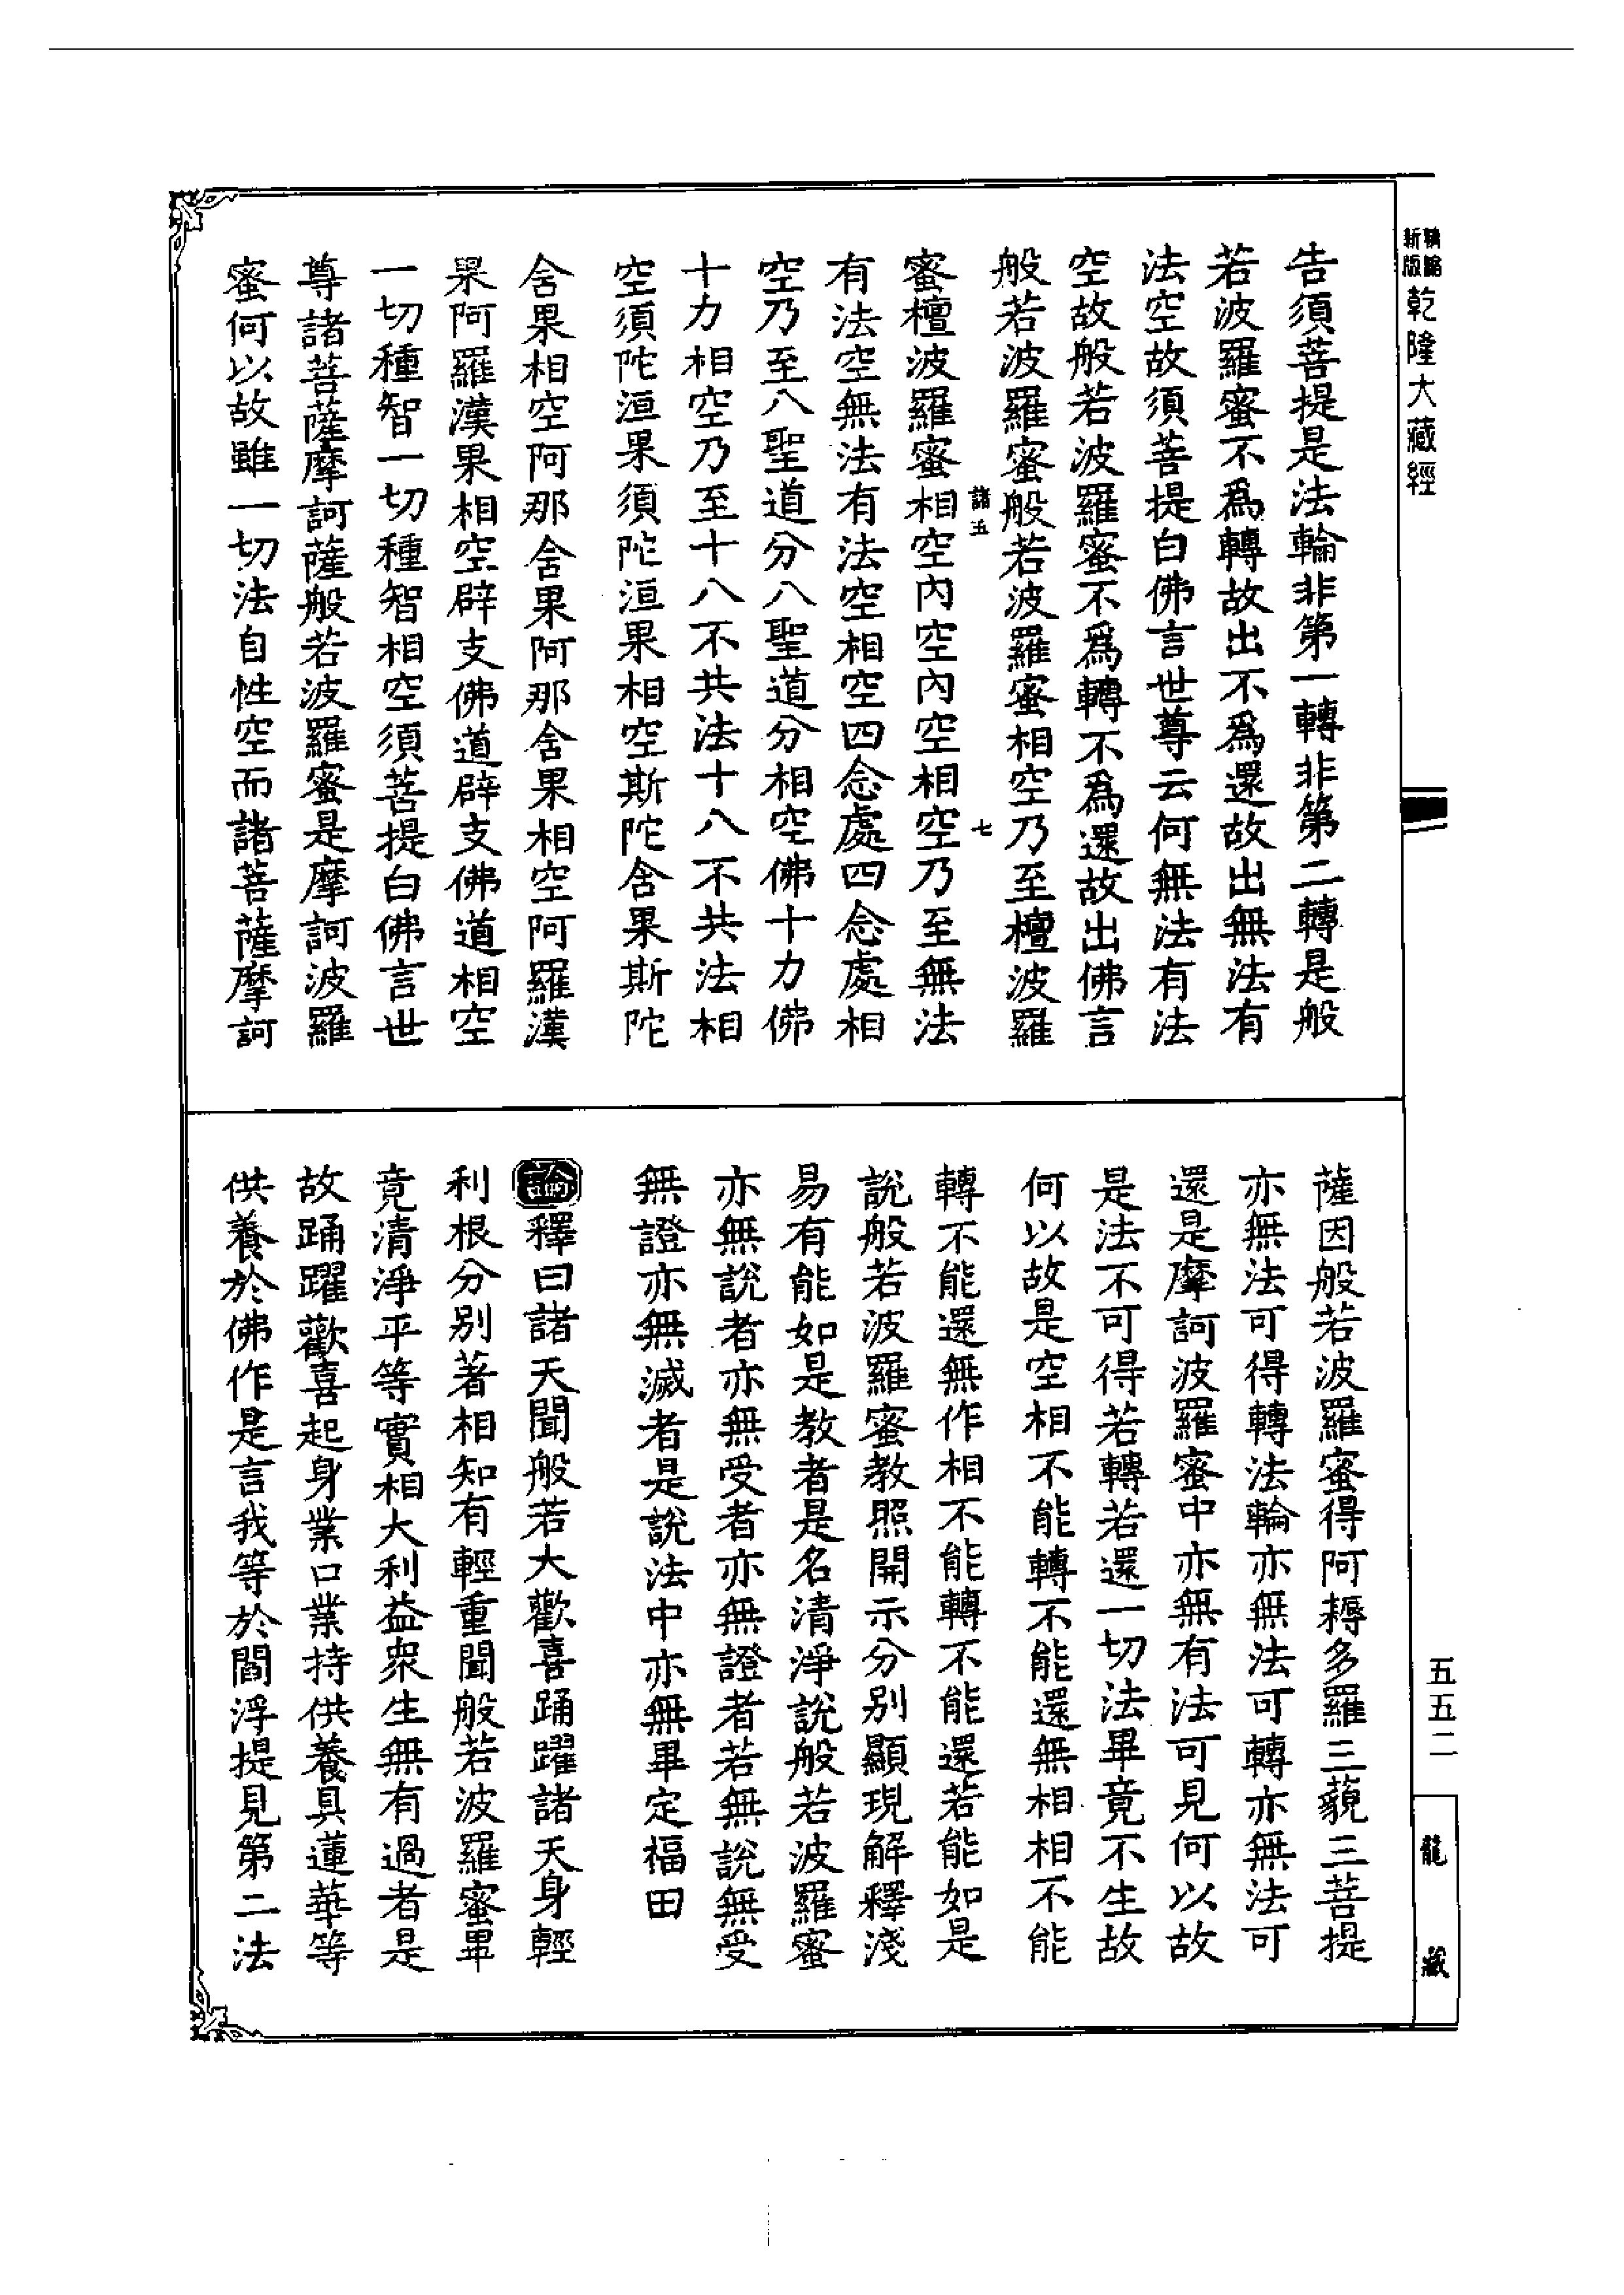 新版精縮乾隆大藏經
告須菩提是法輪非第一轉非第二轉是般
若波羅蜜不爲轉故出不爲還故出無法有
法空故須菩提白佛言世尊云何無法有法
空故般若波羅蜜不爲轉不爲還故出佛言
般若波羅蜜般若波羅蜜相空乃至檀波羅
諸五 七
蜜檀波羅蜜相空內空內空相空乃至無法
有法空無法有法空相空四念處四念處相
空乃至八聖道分八聖道分相空佛十力佛
十力相空乃至十八不共法十八不共法相
空須陀洹果須陀洹果相空斯陀含果斯陀
舍果相空阿那舍果阿那舍果相空阿羅漢
果阿羅漢果相空辟支佛道辟支佛道相空
一切種智一切種智相空須菩提白佛言世
尊諸菩薩摩訶薩般若波羅蜜是摩訶波羅
蜜何以故雖一切法自性空而諸菩薩摩訶
薩因般若波羅蜜得阿耨多羅三藐三菩提
亦無法可得轉法輪亦無法可轉亦無法可
還是摩訶波羅蜜中亦無有法可見何以故
是法不可得若轉若還一切法畢竟不生故
何以故是空相不能轉不能還無相相不能
轉不能還無作相不能轉不能還若能如是
說般若波羅蜜教照開示分別顯現解釋淺
易有能如是教者是名清淨說般若波羅蜜
亦無說者亦無受者亦無證者若無說無受
無證亦無滅者是說法中亦無畢定福田
論釋曰諸天聞般若大歡喜踊躍諸天身輕
利根分別著相知有輕重聞般若波羅蜜畢
竟清淨平等實相大利益衆生無有過者是
故踊躍歡喜起身業口業持供養具蓮華等
供養於佛作是言我等於閻浮提見第二法
五五二
龍藏